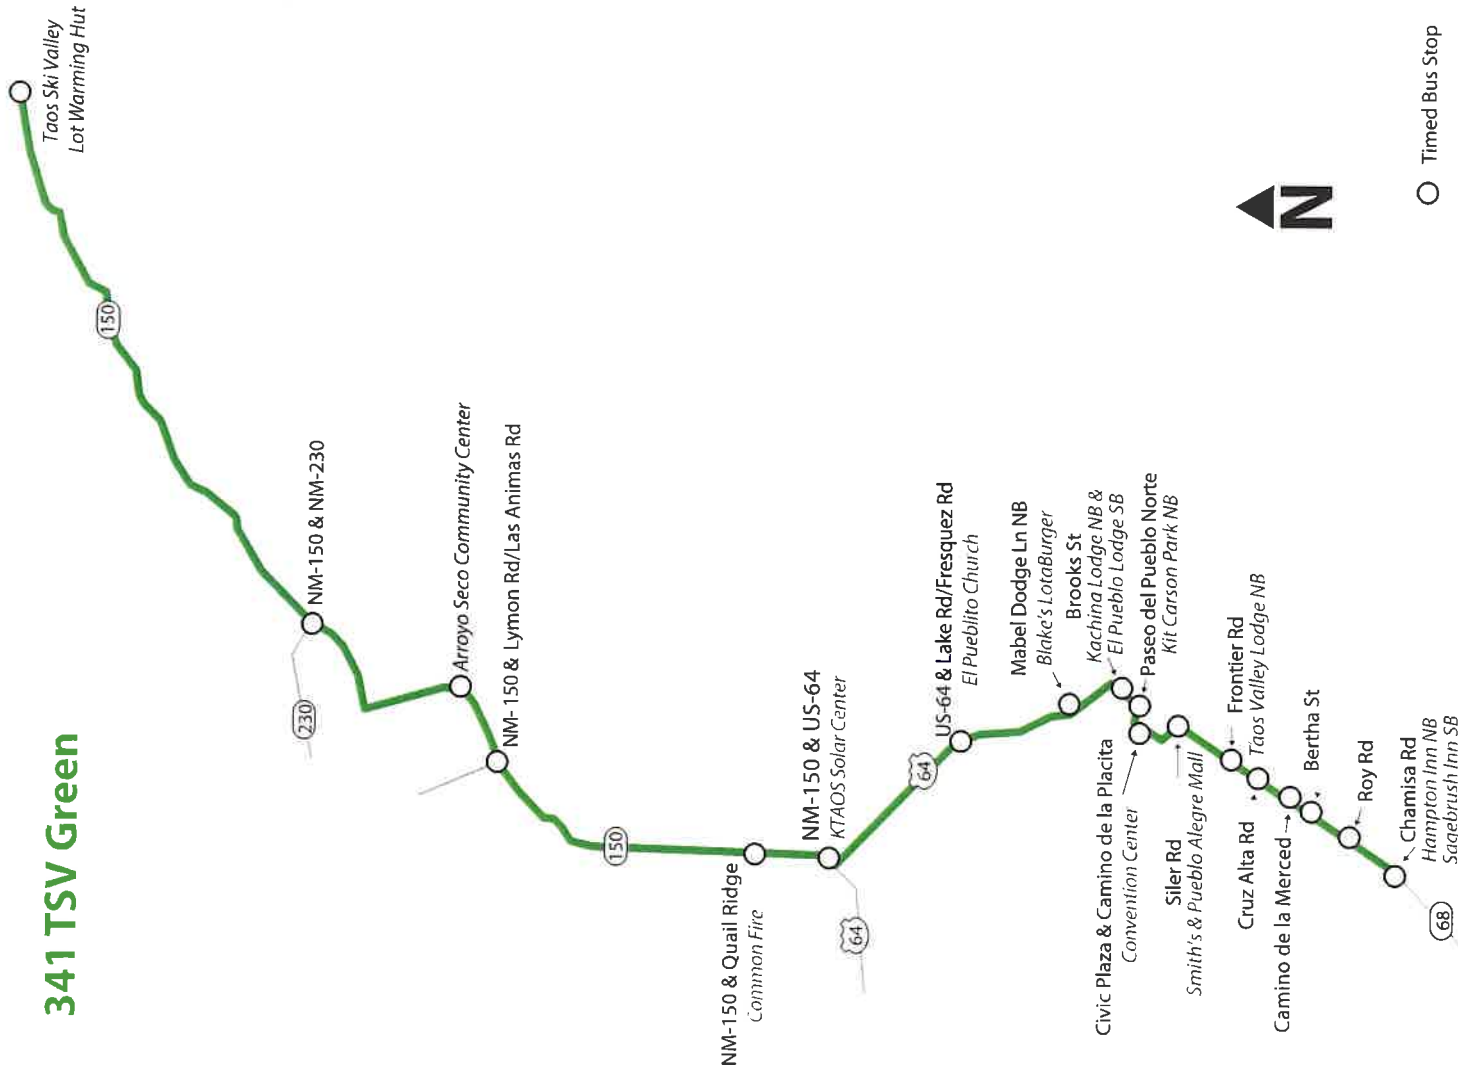 341 TSV Green
Taos Ski Valley
Lot Warming Hut
150
NM-150 & NM-230
230
Arroyo Seco Community Center
NM-150 & Lymon Rd/Las Animas Rd
150
NM-150 & Quail Ridge
Common Fire
NM-150 & US-64
KTAOS Solar Center
64
64
US-64 & Lake Rd/Fresquez Rd
El Pueblito Church
Mabel Dodge Ln NB
Blake's LotaBurger
Brooks St
Kachina Lodge NB &
El Pueblo Lodge SB
Paseo del Pueblo Norte
Kit Carson Park NB
Civic Plaza & Camino de la Placita
Convention Center
Siler Rd
Smith's & Pueblo Alegre Mall
Frontier Rd
Taos Valley Lodge NB
Cruz Alta Rd
Camino de la Merced
Bertha St
Roy Rd
Chamisa Rd
Hampton Inn NB
Sagebrush Inn SB
68
N
Timed Bus Stop